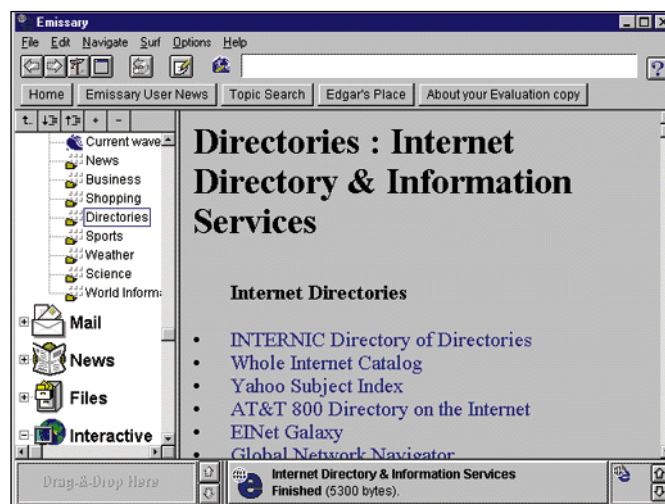 Emissary
File Edit Navigate Surf Options Help
Home Emissary User News Topic Search Edgar's Place About your Evaluation copy
Current wave
News
Business
Shopping
Directories
Sports
Weather
Science
World Inform
Mail
News
Files
Interactive
Directories : Internet
Directory & Information
Services
Internet Directories
• INTERNIC Directory of Directories
• Whole Internet Catalog
• Yahoo Subject Index
• AT&T 800 Directory on the Internet
• EINet Galaxy
• Global Network Navigator
Drag-&-Drop Here
Internet Directory & Information Services
Finished (5300 bytes).